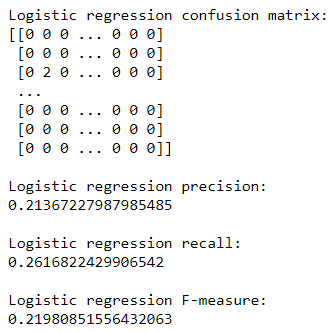 Logistic regression confusion matrix:
[[0 0 0 ... 0 0 0]
 [0 0 0 ... 0 0 0]
 [0 2 0 ... 0 0 0]
 ...
 [0 0 0 ... 0 0 0]
 [0 0 0 ... 0 0 0]
 [0 0 0 ... 0 0 0]]
Logistic regression precision:
0.21367227987985485
Logistic regression recall:
0.2616822429906542
Logistic regression F-measure:
0.21980851556432063